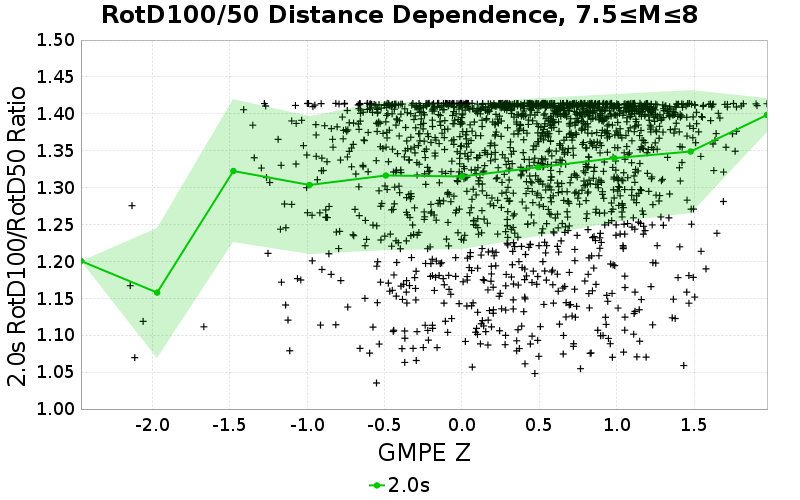 RotD100/50 Distance Dependence, 7.5≤M≤8
2.0s RotD100/RotD50 Ratio
1.50
1.45
1.40
1.35
1.30
1.25
1.20
1.15
1.10
1.05
1.00
-2.0 -1.5 -1.0 -0.5 0.0 0.5 1.0 1.5
GMPE Z
2.0s